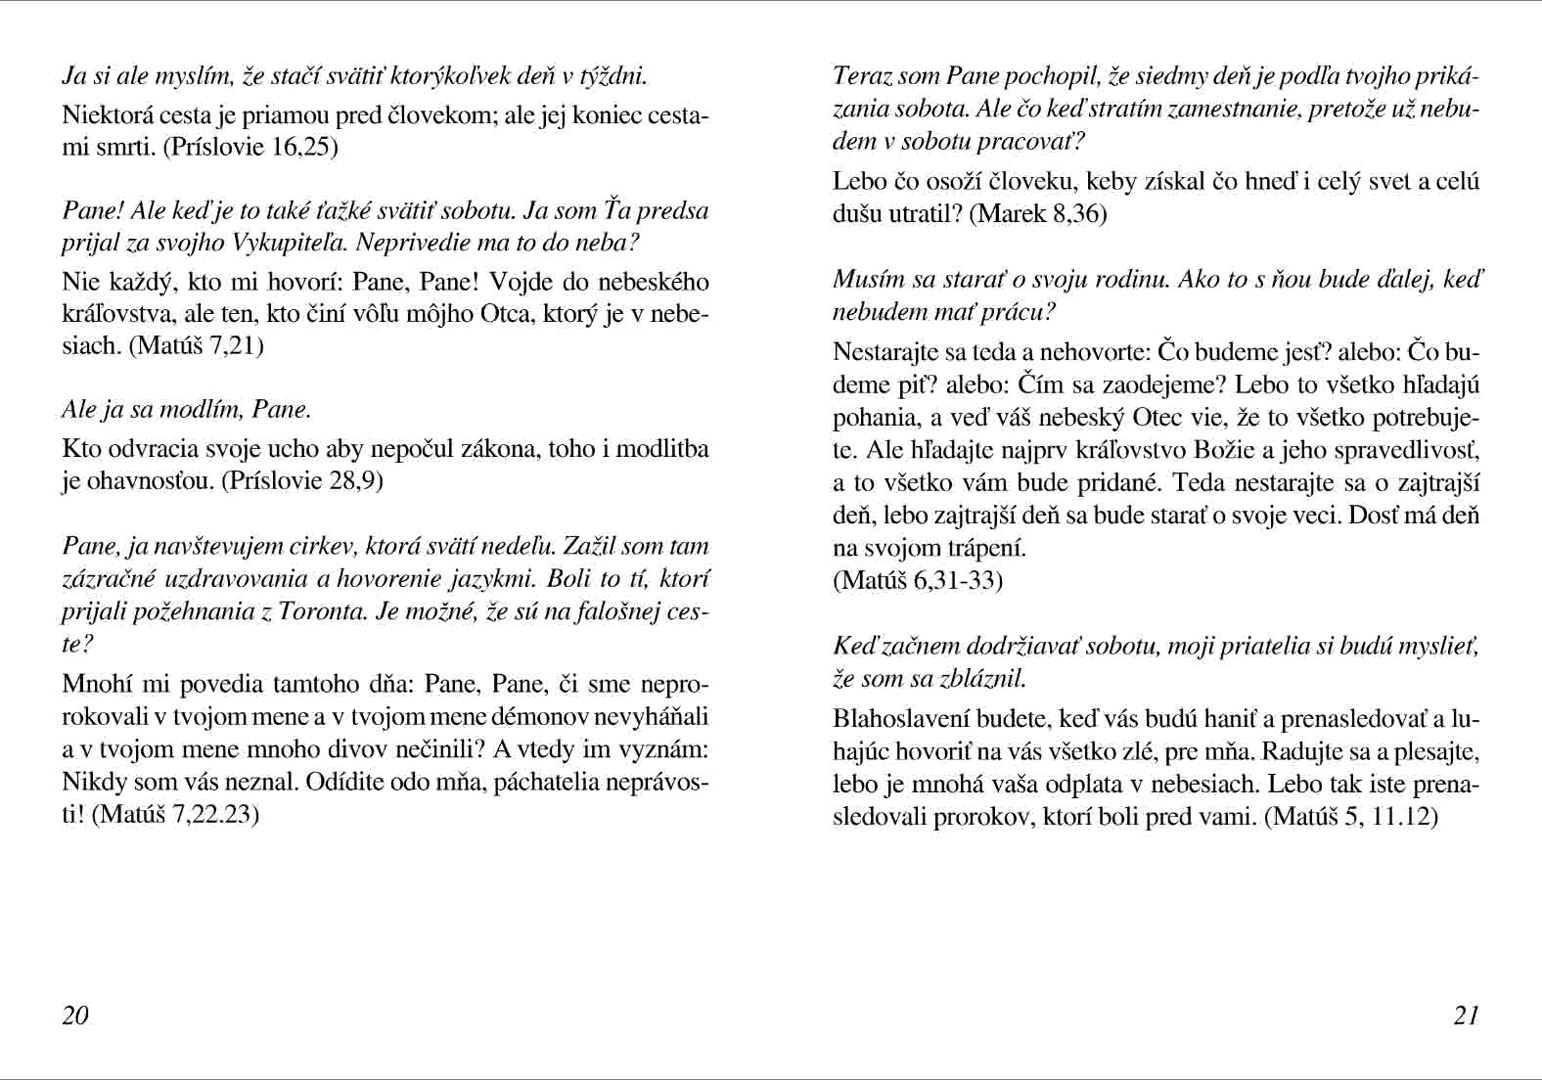 Ja si ale myslím, že stačí svätiť ktorýkoľvek deň v týždni.
Niektorá cesta je priamou pred človekom; ale jej koniec cesta-
mi smrti. (Príslovie 16,25)
Pane! Ale keď je to také ťažké svätiť sobotu. Ja som Ťa predsa
prijal za svojho Vykupiteľa. Neprivedie ma to do neba?
Nie každý, kto mi hovorí: Pane, Pane! Vojde do nebeského
kráľovstva, ale ten, kto činí vôľu môjho Otca, ktorý je v nebe-
siach. (Matúš 7,21)
Ale ja sa modlím, Pane.
Kto odvracia svoje ucho aby nepočul zákona, toho i modlitba
je ohavnosťou. (Príslovie 28,9)
Pane, ja navštevujem cirkev, ktorá svätí nedeľu. Zažil som tam
zázračné uzdravovania a hovorenie jazykmi. Boli to tí, ktorí
prijali požehnania z Toronta. Je možné, že sú na falošnej ces-
te?
Mnohí mi povedia tamtoho dňa: Pane, Pane, či sme nepro-
rokovali v tvojom mene a v tvojom mene démonov nevyháňali
a v tvojom mene mnoho divov nečinili? A vtedy im vyznám:
Nikdy som vás neznal. Odídite odo mňa, páchatelia neprávos-
ti! (Matúš 7,22.23)
20
Teraz som Pane pochopil, že siedmy deň je podľa tvojho priká-
zania sobota. Ale čo keď stratím zamestnanie, pretože už nebu-
dem v sobotu pracovať?
Lebo čo osoží človeku, keby získal čo hneď i celý svet a celú
dušu utratil? (Marek 8,36)
Musím sa starať o svoju rodinu. Ako to s ňou bude ďalej, keď
nebudem mať prácu?
Nestarajte sa teda a nehovorte: Čo budeme jesť? alebo: Čo bu-
deme piť? alebo: Čím sa zaodejeme? Lebo to všetko hľadajú
pohania, a veď váš nebeský Otec vie, že to všetko potrebuje-
te. Ale hľadajte najprv kráľovstvo Božie a jeho spravedlivosť,
a to všetko vám bude pridané. Teda nestarajte sa o zajtrajší
deň, lebo zajtrajší deň sa bude starať o svoje veci. Dosť má deň
na svojom trápení.
(Matúš 6,31-33)
Keď začnem dodržiavať sobotu, moji priatelia si budú myslieť,
že som sa zbláznil.
Blahoslavení budete, keď vás budú haniť a prenasledovať a lu-
hajúc hovoriť na vás všetko zlé, pre mňa. Radujte sa a plesajte,
lebo je mnohá vaša odplata v nebesiach. Lebo tak iste prena-
sledovali prorokov, ktorí boli pred vami. (Matúš 5, 11.12)
21